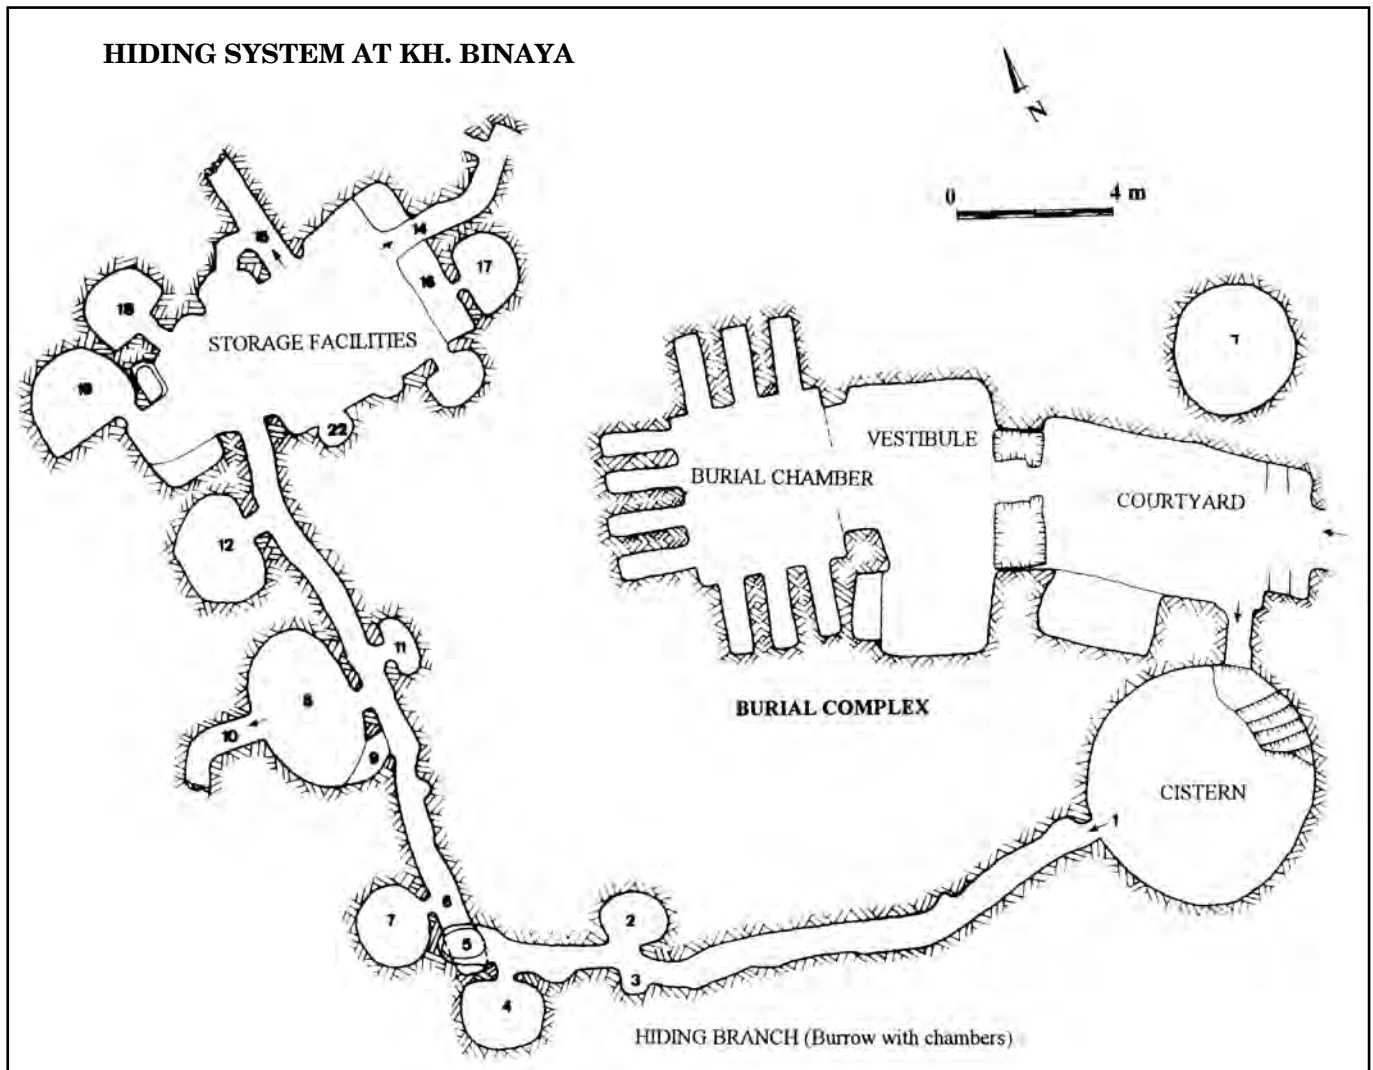 HIDING SYSTEM AT KH. BINAYA
N
0 4 m
14
15
17
16
18
STORAGE FACILITIES
19
22
VESTIBULE
BURIAL CHAMBER
COURTYARD
12
11
8
10
9
BURIAL COMPLEX
CISTERN
1
6
7
2
5
3
4
HIDING BRANCH (Burrow with chambers)